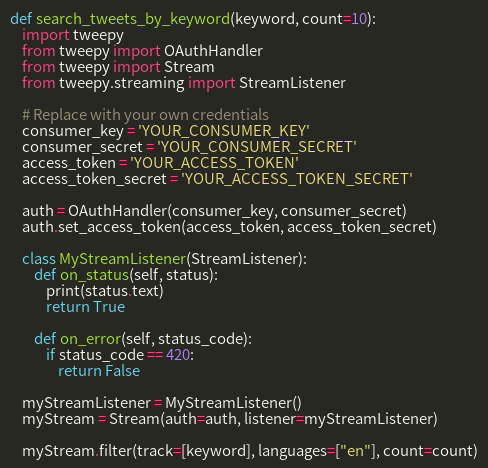 def search_tweets_by_keyword(keyword, count=10):
    import tweepy
    from tweepy import OAuthHandler
    from tweepy import Stream
    from tweepy.streaming import StreamListener

    # Replace with your own credentials
    consumer_key = 'YOUR_CONSUMER_KEY'
    consumer_secret = 'YOUR_CONSUMER_SECRET'
    access_token = 'YOUR_ACCESS_TOKEN'
    access_token_secret = 'YOUR_ACCESS_TOKEN_SECRET'

    auth = OAuthHandler(consumer_key, consumer_secret)
    auth.set_access_token(access_token, access_token_secret)

    class MyStreamListener(StreamListener):
        def on_status(self, status):
            print(status.text)
            return True

        def on_error(self, status_code):
            if status_code == 420:
                return False

    myStreamListener = MyStreamListener()
    myStream = Stream(auth=auth, listener=myStreamListener)

    myStream.filter(track=[keyword], languages=["en"], count=count)